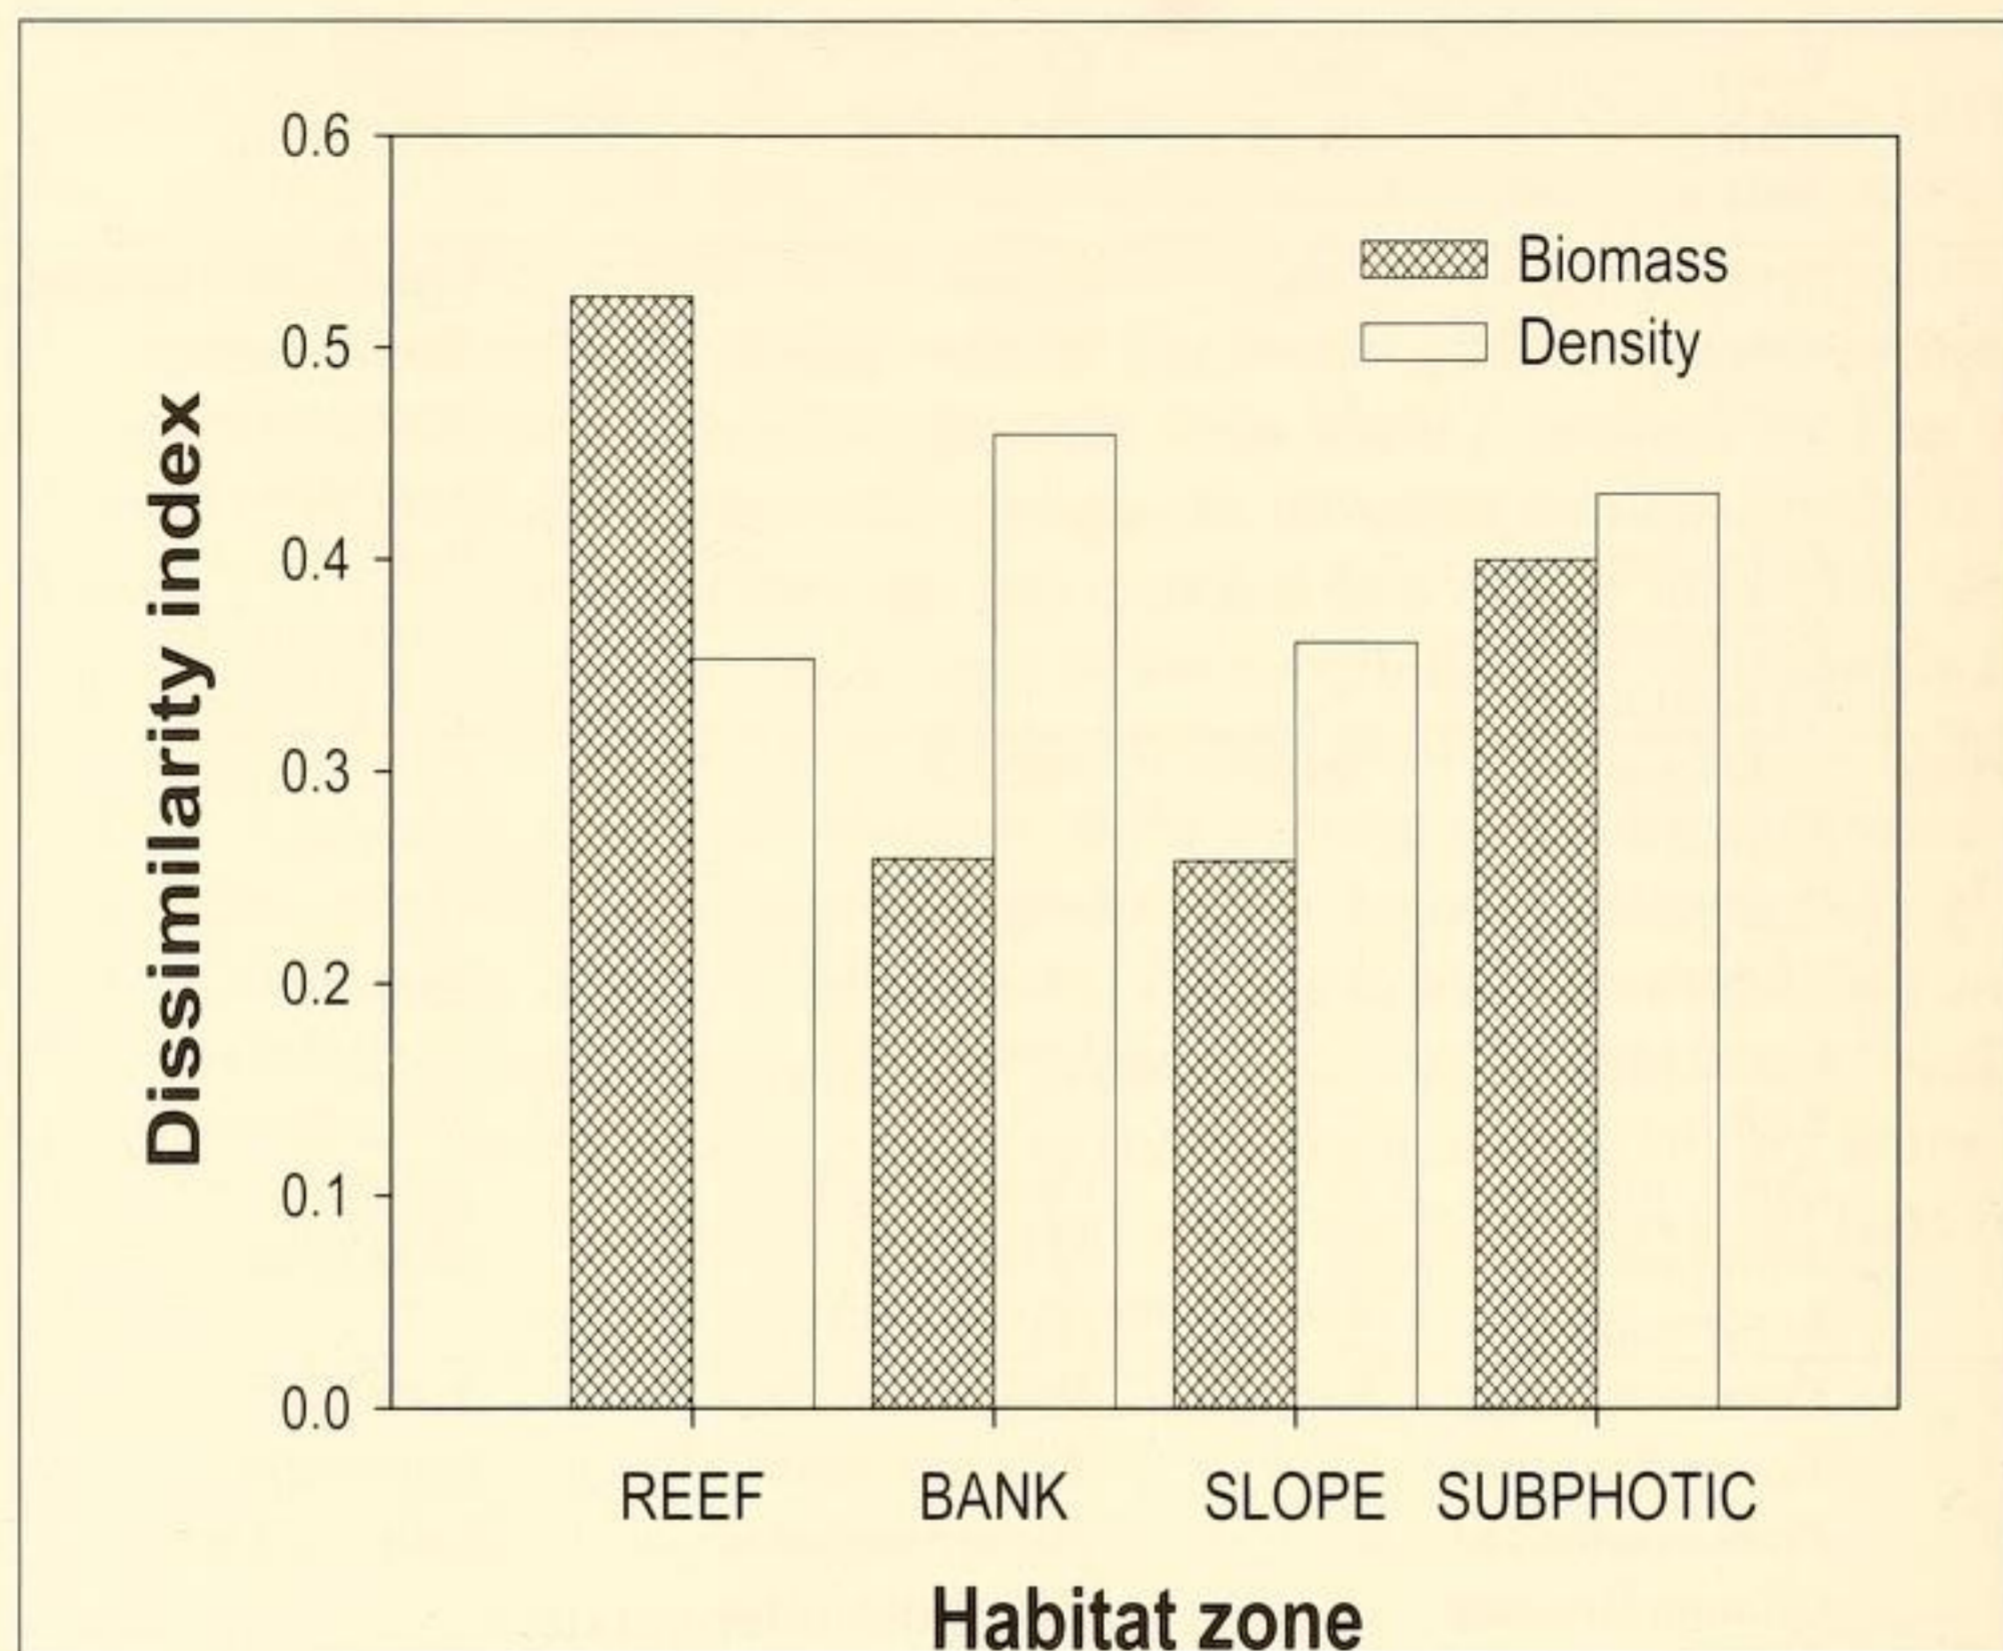 0.6
0.5
0.4
0.3
0.2
0.1
0.0
Dissimilarity index
Biomass
Density
REEF BANK SLOPE SUBPHOTIC
Habitat zone